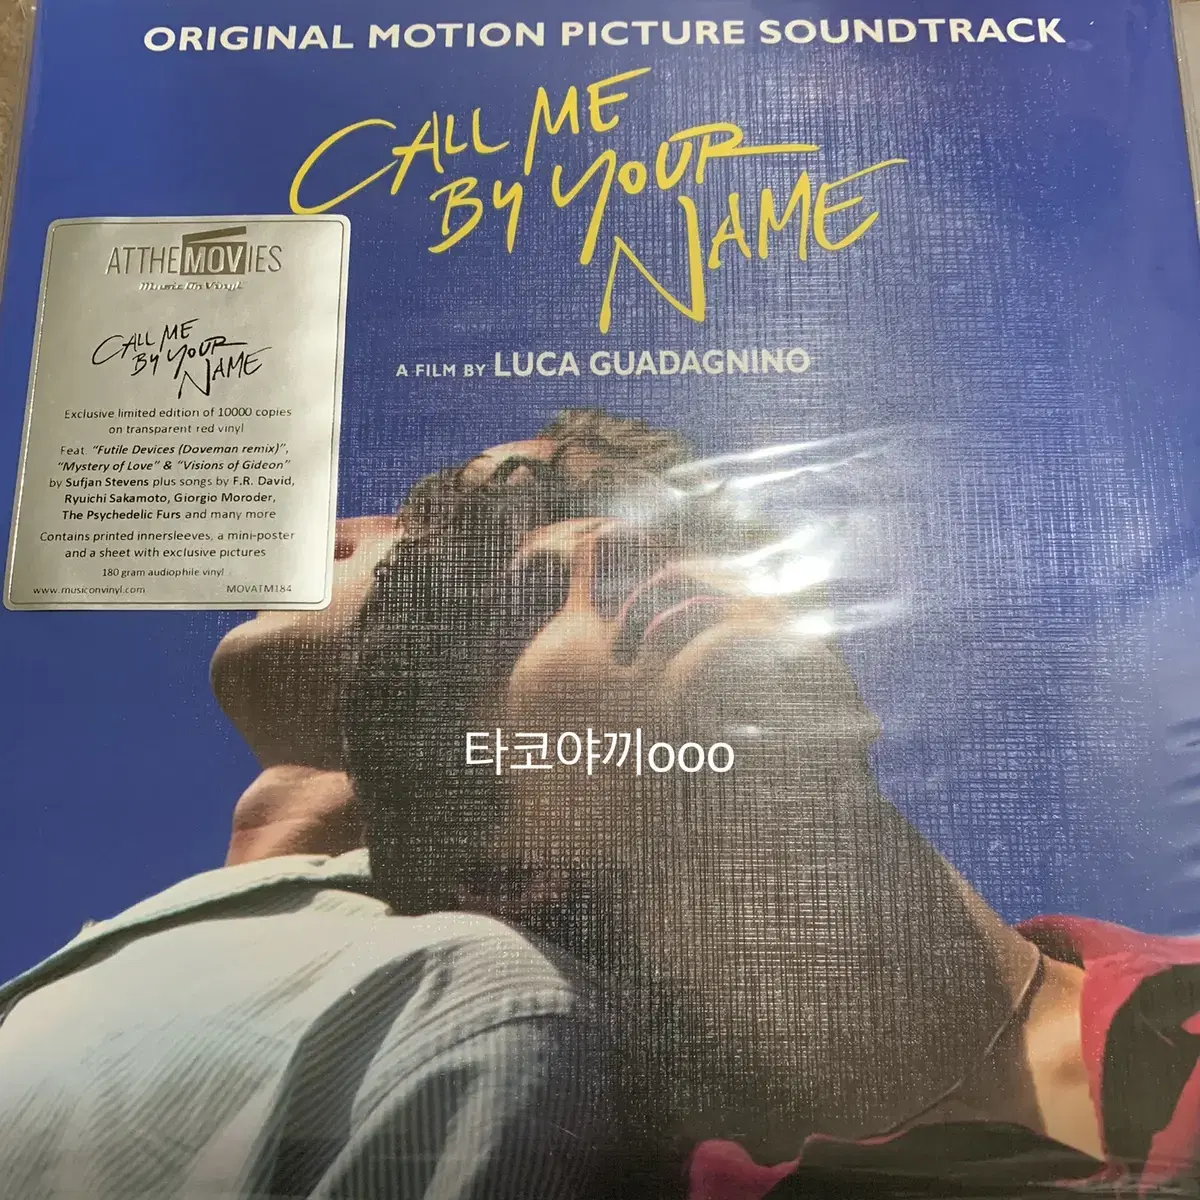 ORIGINAL MOTION PICTURE SOUNDTRACK
CALL ME
BY YOUR
NAME
A FILM BY LUCA GUADAGNINO
ATTHEMOVIES
Music On Vinyl
CALL ME
BY YOUR
NAME
Exclusive limited edition of 10000 copies
on transparent red vinyl
Feat. "Futile Devices (Doveman remix)",
"Mystery of Love" & "Visions of Gideon"
by Sufjan Stevens plus songs by F.R. David,
Ryuichi Sakamoto, Giorgio Moroder,
The Psychedelic Furs and many more
Contains printed innersleeves, a mini-poster
and a sheet with exclusive pictures
180 gram audiophile vinyl
www.musiconvinyl.com MOVATM184
타코야끼ooo